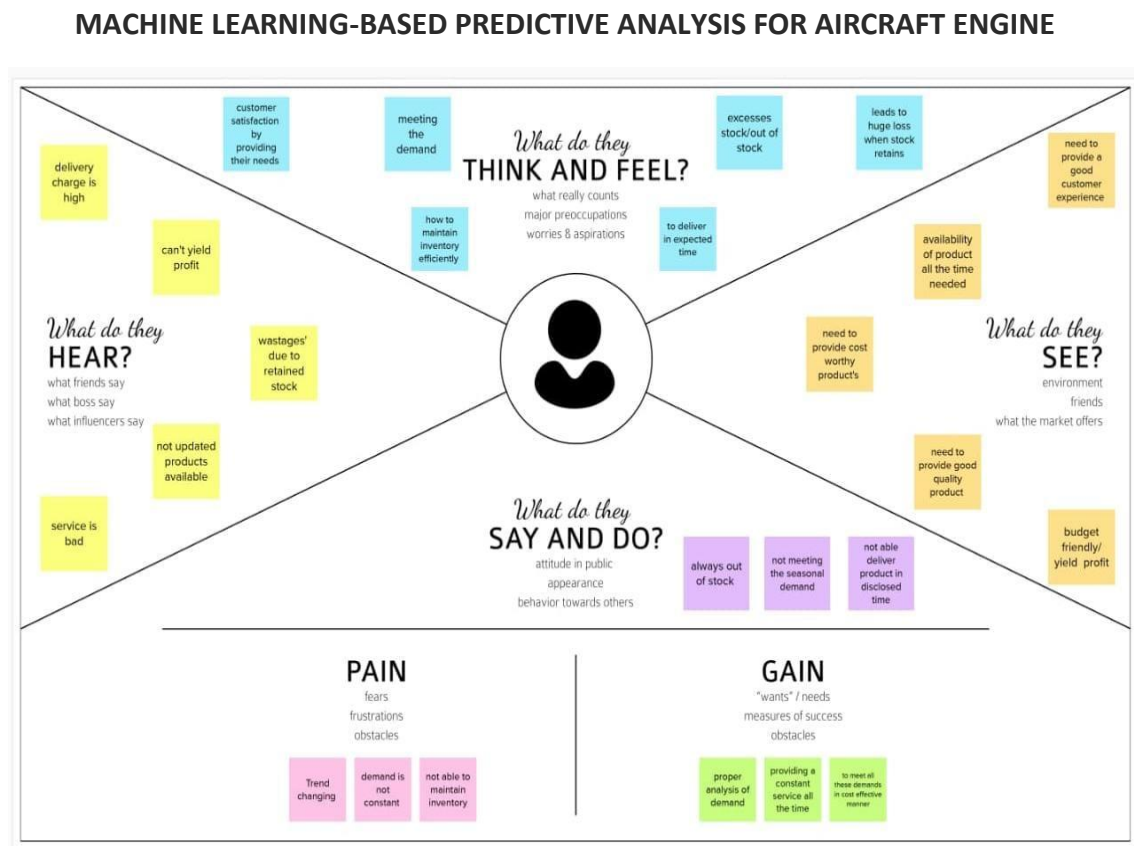 MACHINE LEARNING-BASED PREDICTIVE ANALYSIS FOR AIRCRAFT ENGINE
customer
satisfaction
by
providing
their needs
meeting
the
demand
What do they
THINK AND FEEL?
what really counts
major preoccupations
worries & aspirations
excesses
stock/out of
stock
leads to
huge loss
when stock
retains
how to
maintain
inventory
efficiently
to deliver
in expected
time
delivery
charge is
high
can't yield
profit
What do they
HEAR?
what friends say
what boss say
what influencers say
wastages'
due to
retained
stock
not updated
products
available
service is
bad
need to
provide a
good
customer
experience
availability
of product
all the time
needed
need to
provide cost
worthy
product's
What do they
SEE?
environment
friends
what the market offers
need to
provide good
quality
product
budget
friendly/
yield profit
What do they
SAY AND DO?
attitude in public
appearance
behavior towards others
always out
of stock
not meeting
the seasonal
demand
not able
deliver
product in
disclosed
time
PAIN
fears
frustrations
obstacles
Trend
changing
demand is
not
constant
not able to
maintain
inventory
GAIN
"wants" / needs
measures of success
obstacles
proper
analysis of
demand
providing a
constant
service all
the time
to meet all
these demands
in cost effective
manner